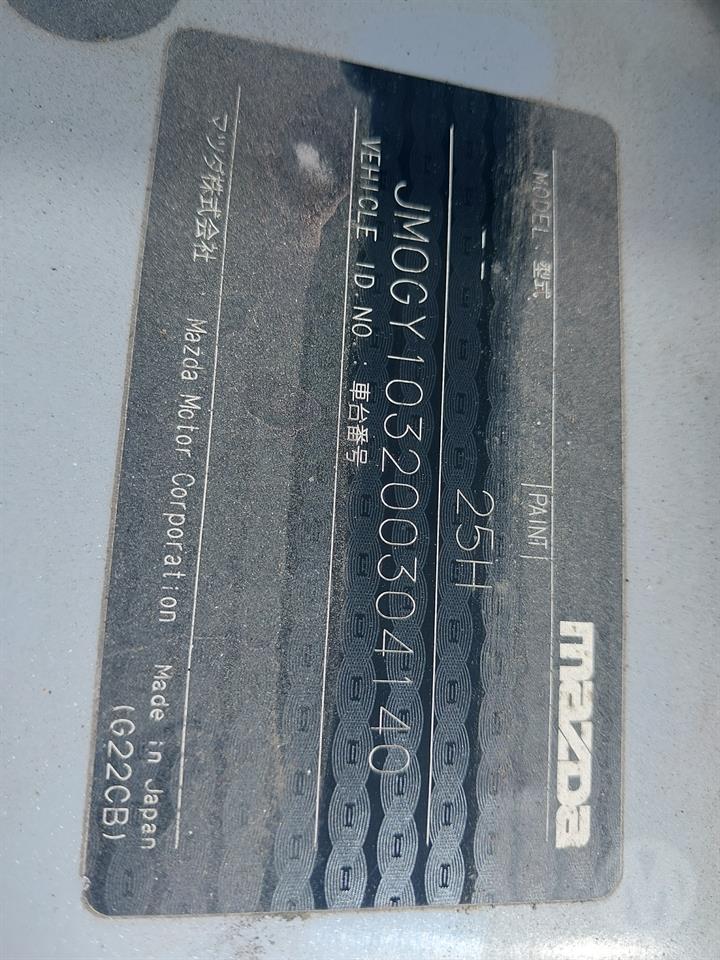 mazda
MODEL : 型式 |PAINT|
-- 25H
JM0GY103200304140
VEHICLE ID NO : 車台番号
マツダ株式会社 Mazda Motor Corporation Made in Japan
(G22CB)